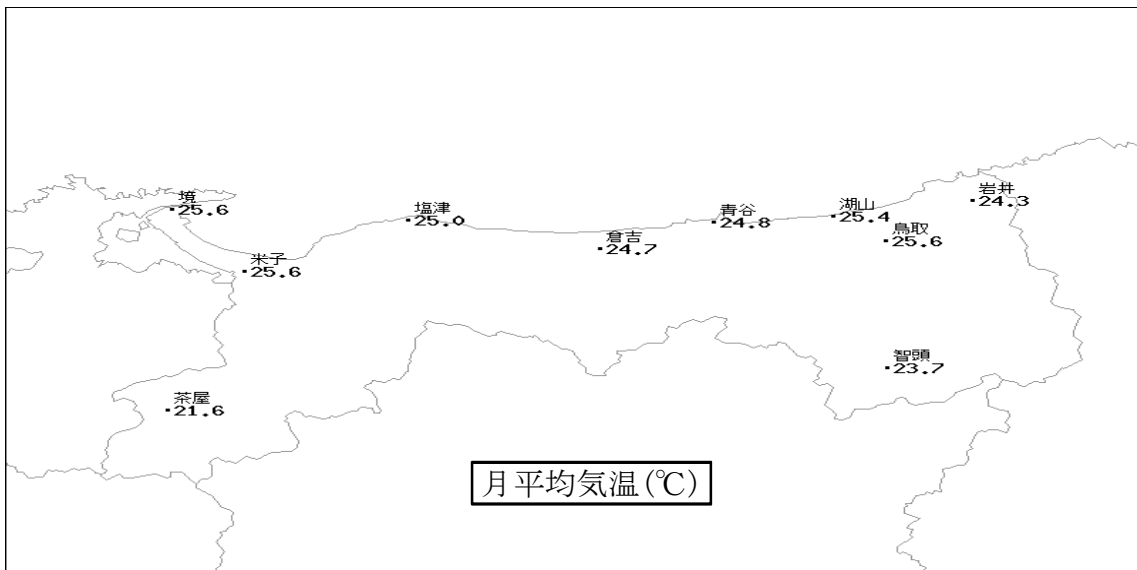 境
25.6
塩津
25.0
米子
25.6
倉吉
24.7
青谷
24.8
湖山
25.4
鳥取
25.6
岩井
24.3
智頭
23.7
茶屋
21.6
月平均気温(℃)